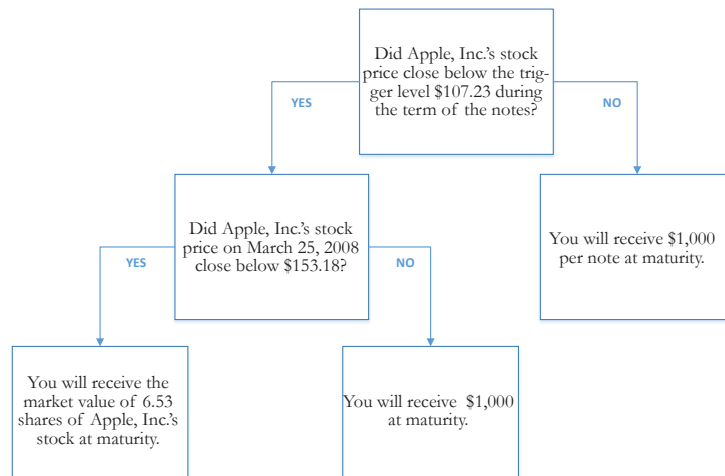 Did Apple, Inc.'s stock
price close below the trig-
ger level $107.23 during
the term of the notes?
YES
NO
Did Apple, Inc.'s stock
price on March 25, 2008
close below $153.18?
You will receive $1,000
per note at maturity.
YES
NO
You will receive the
market value of 6.53
shares of Apple, Inc.'s
stock at maturity.
You will receive $1,000
at maturity.